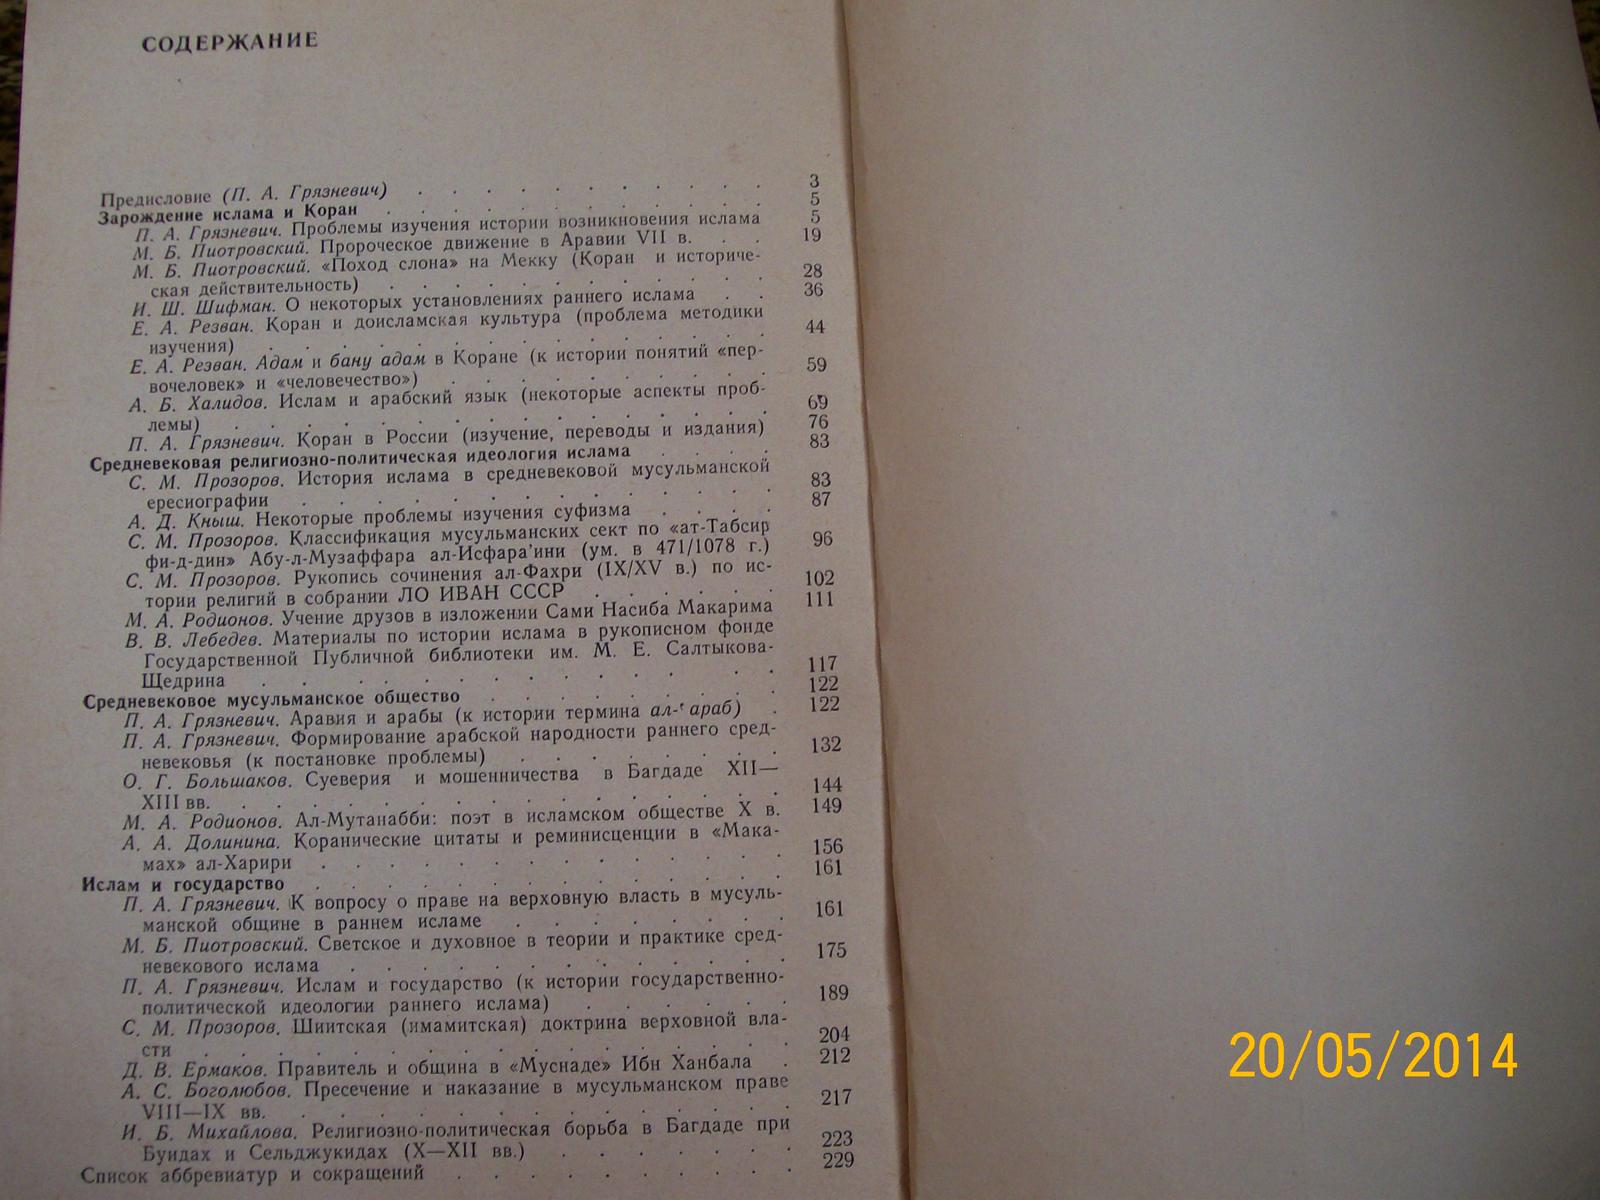 СОДЕРЖАНИЕ
Предисловие (П. А. Грязневич) . . . . . . . . . . 3
Зарождение ислама и Коран . . . . . . . . . . 5
П. А. Грязневич. Проблемы изучения истории возникновения ислама 5
М. Б. Пиотровский. Пророческое движение в Аравии VII в. . . 19
М. Б. Пиотровский. «Поход слона» на Мекку (Коран и историче-
ская действительность) . . . . . . . . . . 28
И. Ш. Шифман. О некоторых установлениях раннего ислама . . 36
Е. А. Резван. Коран и доисламская культура (проблема методики
изучения) . . . . . . . . . . 44
Е. А. Резван. Адам и бану адам в Коране (к истории понятий «пер-
вочеловек» и «человечество») . . . . . . . . 59
А. Б. Халидов. Ислам и арабский язык (некоторые аспекты проб-
лемы) . . . . . . . . . . 69
П. А. Грязневич. Коран в России (изучение, переводы и издания) 76
Средневековая религиозно-политическая идеология ислама . . . . 83
С. М. Прозоров. История ислама в средневековой мусульманской
ересиографии . . . . . . . . . . 83
А. Д. Кныш. Некоторые проблемы изучения суфизма . . . . 87
С. М. Прозоров. Классификация мусульманских сект по «ат-Табсир
фи-д-дин» Абу-л-Музаффара ал-Исфара'ини (ум. в 471/1078 г.) 96
С. М. Прозоров. Рукопись сочинения ал-Фахри (IX/XV в.) по ис-
тории религий в собрании ЛО ИВАН СССР . . . . . 102
М. А. Родионов. Учение друзов в изложении Сами Насиба Макарима 111
В. В. Лебедев. Материалы по истории ислама в рукописном фонде
Государственной Публичной библиотеки им. М. Е. Салтыкова-
Щедрина . . . . . . . . . . 117
Средневековое мусульманское общество . . . . . . . . 122
П. А. Грязневич. Аравия и арабы (к истории термина ал-ʿараб) . 122
П. А. Грязневич. Формирование арабской народности раннего сред-
невековья (к постановке проблемы) . . . . . . . 132
О. Г. Большаков. Суеверия и мошенничества в Багдаде XII—
XIII вв. . . . . . . . . . . 144
М. А. Родионов. Ал-Мутанабби: поэт в исламском обществе X в. 149
А. А. Долинина. Коранические цитаты и реминисценции в «Мака-
мах» ал-Харири . . . . . . . . . . 156
Ислам и государство . . . . . . . . . . 161
П. А. Грязневич. К вопросу о праве на верховную власть в мусуль-
манской общине в раннем исламе . . . . . . . 161
М. Б. Пиотровский. Светское и духовное в теории и практике сред-
невекового ислама . . . . . . . . . . 175
П. А. Грязневич. Ислам и государство (к истории государственно-
политической идеологии раннего ислама) . . . . . . 189
С. М. Прозоров. Шиитская (имамитская) доктрина верховной вла-
сти . . . . . . . . . . 204
Д. В. Ермаков. Правитель и община в «Муснаде» Ибн Ханбала . 212
А. С. Боголюбов. Пресечение и наказание в мусульманском праве
VIII—IX вв. . . . . . . . . . . 217
И. Б. Михайлова. Религиозно-политическая борьба в Багдаде при
Буидах и Сельджукидах (X—XII вв.) . . . . . . 223
Список аббревиатур и сокращений . . . . . . . . 229
20/05/2014